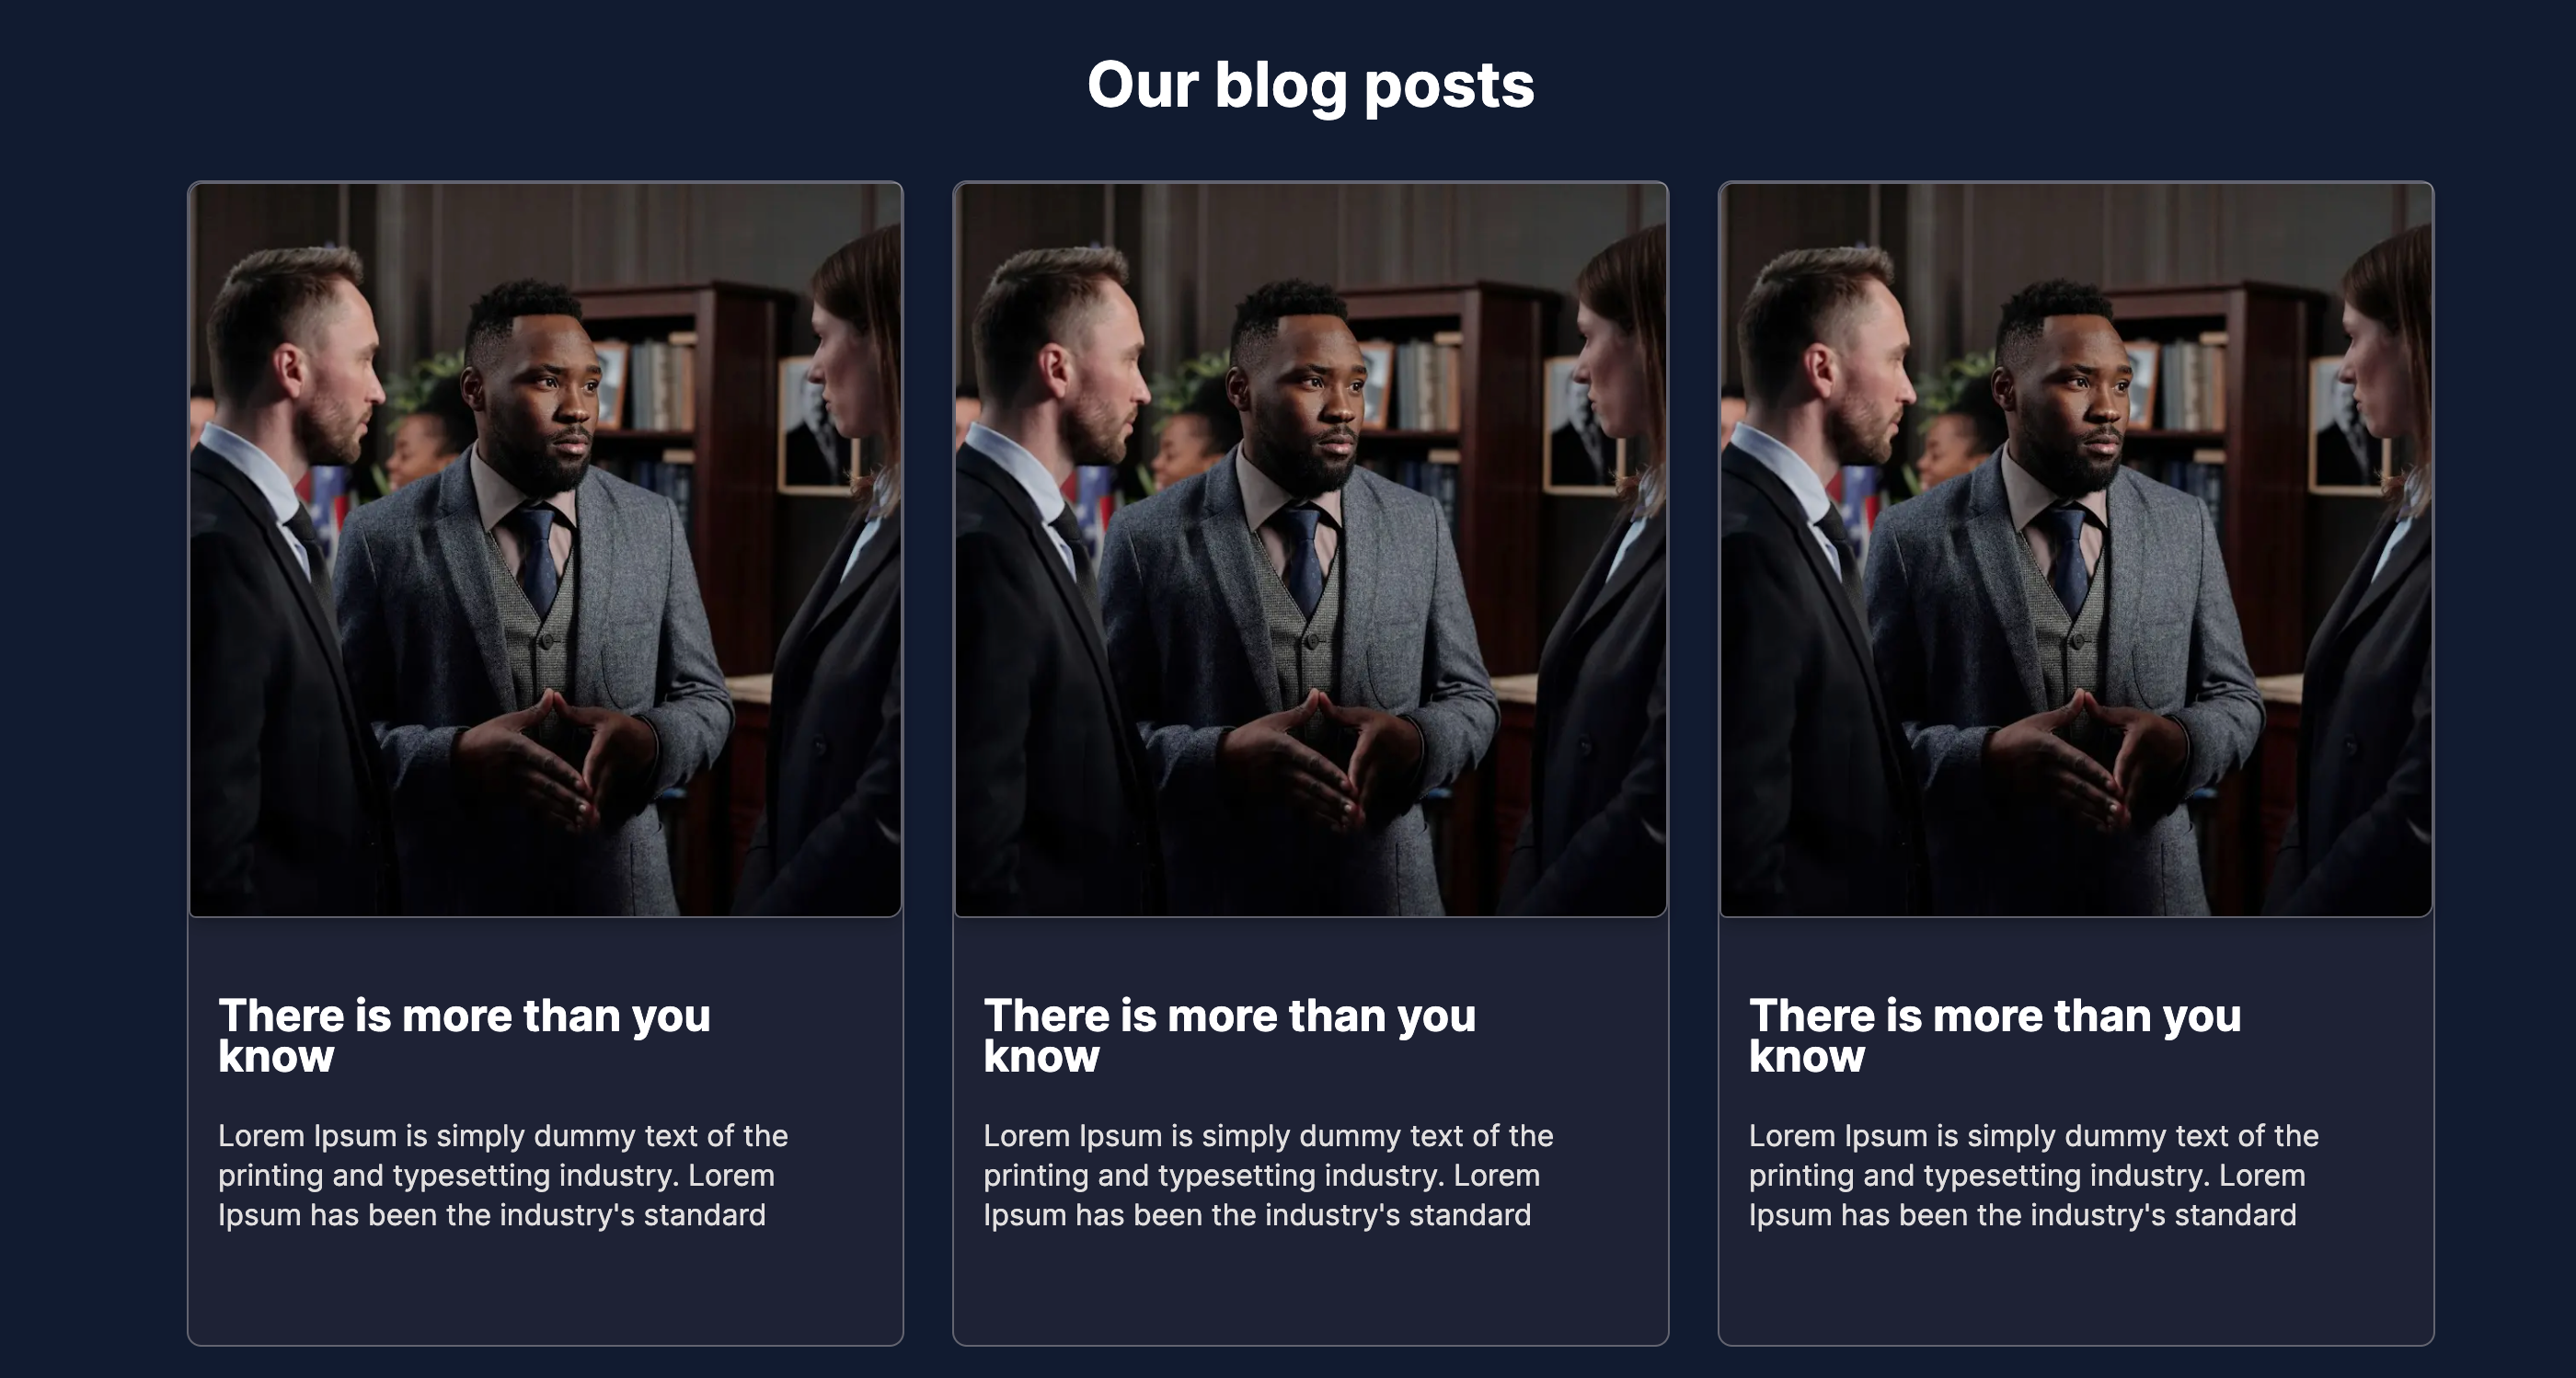 Our blog posts
There is more than you
know
Lorem Ipsum is simply dummy text of the
printing and typesetting industry. Lorem
Ipsum has been the industry's standard
There is more than you
know
Lorem Ipsum is simply dummy text of the
printing and typesetting industry. Lorem
Ipsum has been the industry's standard
There is more than you
know
Lorem Ipsum is simply dummy text of the
printing and typesetting industry. Lorem
Ipsum has been the industry's standard